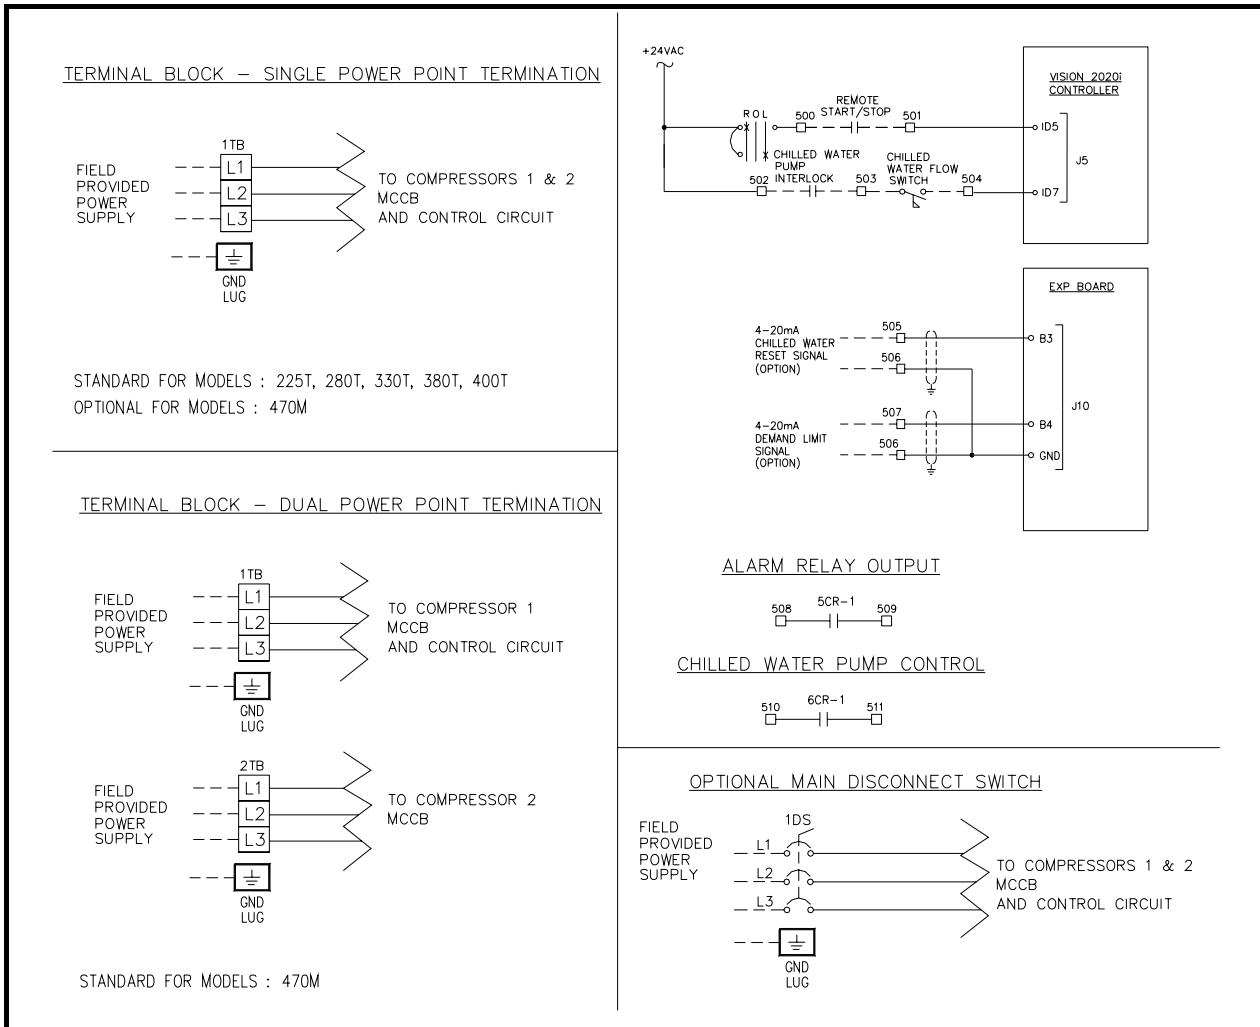 TERMINAL BLOCK – SINGLE POWER POINT TERMINATION
1TB
FIELD
PROVIDED
POWER
SUPPLY
L1
L2
L3
TO COMPRESSORS 1 & 2
MCCB
AND CONTROL CIRCUIT
GND
LUG
STANDARD FOR MODELS : 225T, 280T, 330T, 380T, 400T
OPTIONAL FOR MODELS : 470M
TERMINAL BLOCK – DUAL POWER POINT TERMINATION
1TB
FIELD
PROVIDED
POWER
SUPPLY
L1
L2
L3
TO COMPRESSOR 1
MCCB
AND CONTROL CIRCUIT
GND
LUG
2TB
FIELD
PROVIDED
POWER
SUPPLY
L1
L2
L3
TO COMPRESSOR 2
MCCB
GND
LUG
STANDARD FOR MODELS : 470M
+24VAC
VISION 2020i
CONTROLLER
R O L
500
REMOTE
START/STOP
501
ID5
J5
CHILLED WATER
PUMP
INTERLOCK
CHILLED
WATER FLOW
SWITCH
502
503
504
ID7
EXP BOARD
4-20mA
CHILLED WATER
RESET SIGNAL
(OPTION)
505
506
B3
J10
4-20mA
DEMAND LIMIT
SIGNAL
(OPTION)
507
506
B4
GND
ALARM RELAY OUTPUT
508
5CR-1
509
CHILLED WATER PUMP CONTROL
510
6CR-1
511
OPTIONAL MAIN DISCONNECT SWITCH
FIELD
PROVIDED
POWER
SUPPLY
1DS
L1
L2
L3
TO COMPRESSORS 1 & 2
MCCB
AND CONTROL CIRCUIT
GND
LUG